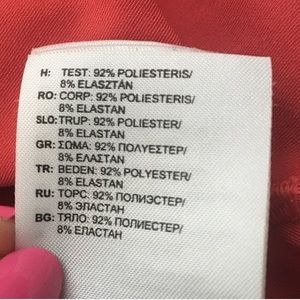 H: TEST: 92% POLIESTERIS/
8% ELASZTÁN
RO: CORP: 92% POLIESTERIS/
8% ELASTAN
SLO: TRUP: 92% POLIESTER/
8% ELASTAN
GR: ΣΩΜΑ: 92% ΠΟΛΥΕΣΤΕΡ/
8% ΕΛΑΣΤΑΝ
TR: BEDEN: 92% POLYESTER/
8% ELASTAN
RU: ТОРС: 92% ПОЛИЭСТЕР/
8% ЭЛАСТАН
BG: ТЯЛО: 92% ПОЛИЕСТЕР/
8% ЕЛАСТАН